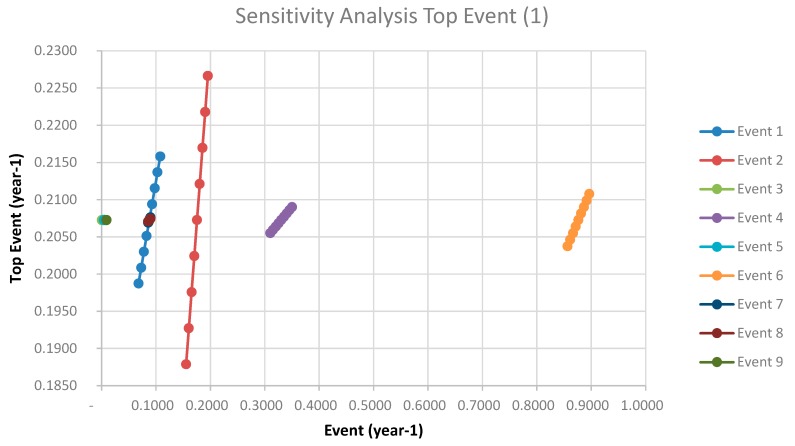 Sensitivity Analysis Top Event (1)
0.2300
0.2250
0.2200
0.2150
0.2100
0.2050
0.2000
0.1950
0.1900
0.1850
Top Event (year-1)
- 0.1000 0.2000 0.3000 0.4000 0.5000 0.6000 0.7000 0.8000 0.9000 1.0000
Event (year-1)
Event 1
Event 2
Event 3
Event 4
Event 5
Event 6
Event 7
Event 8
Event 9